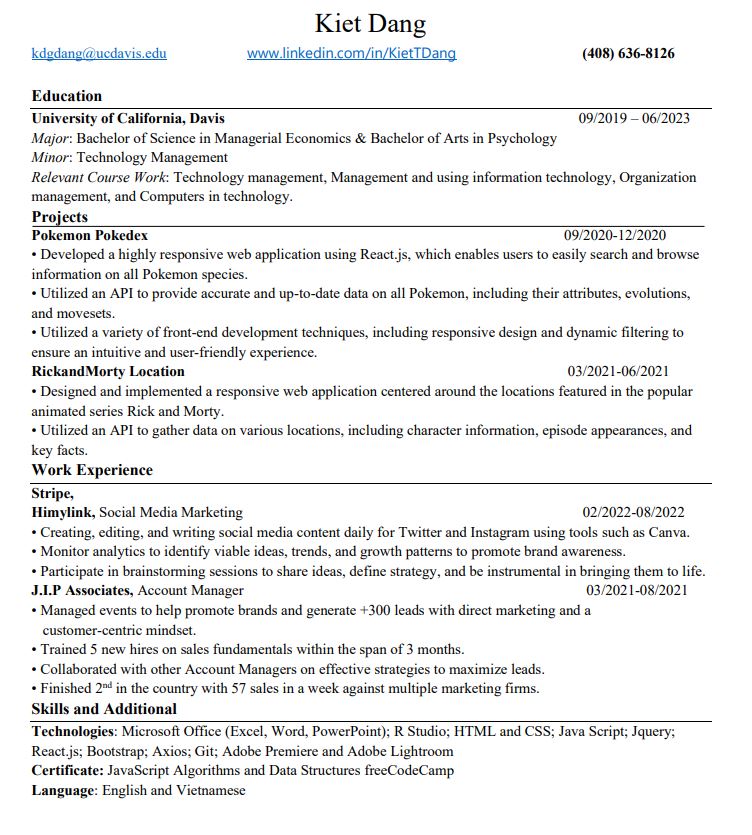 Kiet Dang
kdgdang@ucdavis.edu www.linkedin.com/in/KietTDang (408) 636-8126
Education
University of California, Davis 09/2019 – 06/2023
Major: Bachelor of Science in Managerial Economics & Bachelor of Arts in Psychology
Minor: Technology Management
Relevant Course Work: Technology management, Management and using information technology, Organization
management, and Computers in technology.
Projects
Pokemon Pokedex 09/2020-12/2020
• Developed a highly responsive web application using React.js, which enables users to easily search and browse
information on all Pokemon species.
• Utilized an API to provide accurate and up-to-date data on all Pokemon, including their attributes, evolutions,
and movesets.
• Utilized a variety of front-end development techniques, including responsive design and dynamic filtering to
ensure an intuitive and user-friendly experience.
RickandMorty Location 03/2021-06/2021
• Designed and implemented a responsive web application centered around the locations featured in the popular
animated series Rick and Morty.
• Utilized an API to gather data on various locations, including character information, episode appearances, and
key facts.
Work Experience
Stripe,
Himylink, Social Media Marketing 02/2022-08/2022
• Creating, editing, and writing social media content daily for Twitter and Instagram using tools such as Canva.
• Monitor analytics to identify viable ideas, trends, and growth patterns to promote brand awareness.
• Participate in brainstorming sessions to share ideas, define strategy, and be instrumental in bringing them to life.
J.I.P Associates, Account Manager 03/2021-08/2021
• Managed events to help promote brands and generate +300 leads with direct marketing and a
customer-centric mindset.
• Trained 5 new hires on sales fundamentals within the span of 3 months.
• Collaborated with other Account Managers on effective strategies to maximize leads.
• Finished 2nd in the country with 57 sales in a week against multiple marketing firms.
Skills and Additional
Technologies: Microsoft Office (Excel, Word, PowerPoint); R Studio; HTML and CSS; Java Script; Jquery;
React.js; Bootstrap; Axios; Git; Adobe Premiere and Adobe Lightroom
Certificate: JavaScript Algorithms and Data Structures freeCodeCamp
Language: English and Vietnamese